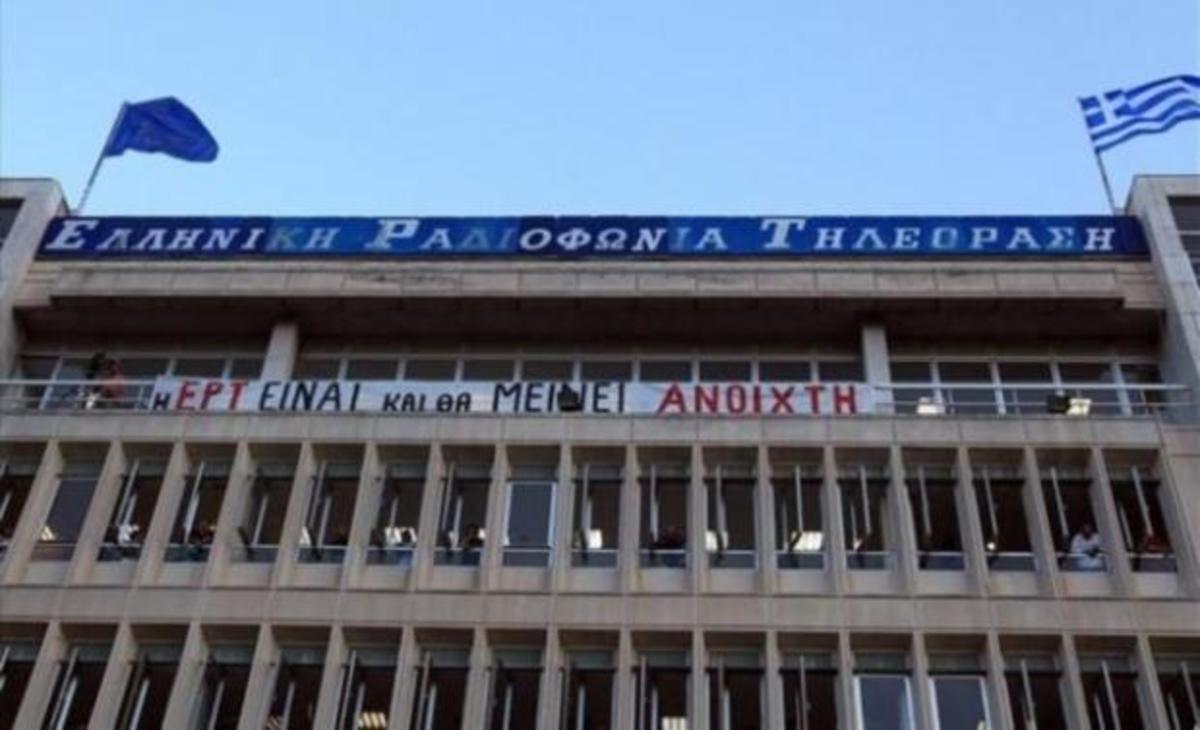 ΕΛΛΗΝΙΚΗ ΡΑΔΙΟΦΩΝΙΑ ΤΗΛΕΟΡΑΣΗ
Η ΕΡΤ ΕΙΝΑΙ ΚΑΙ ΘΑ ΜΕΙΝΕΙ ΑΝΟΙΧΤΗ